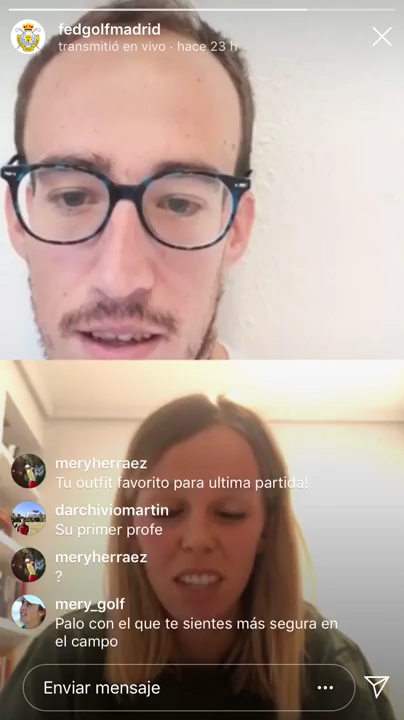 fedgolfmadrid
transmitió en vivo · hace 23 h
meryherraez
Tu outfit favorito para ultima partida!
darchiviomartin
Su primer profe
meryherraez
?
mery_golf
Palo con el que te sientes más segura en
el campo
Enviar mensaje